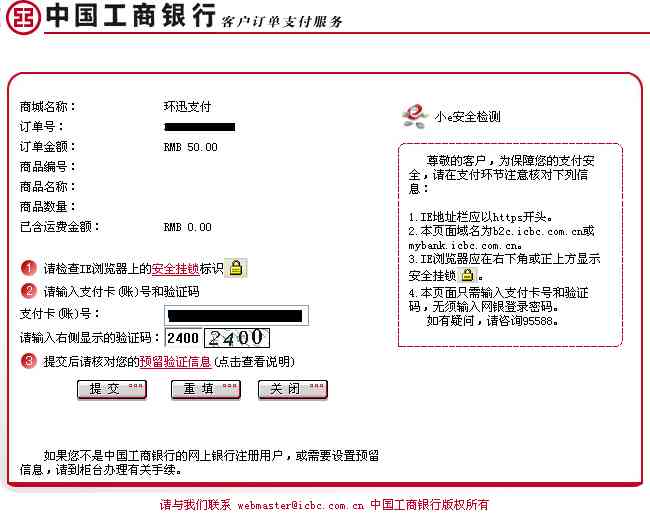 中国工商银行 客户订单支付服务
商城名称： 环迅支付
订单号：
订单金额： RMB 50.00
商品编号：
商品名称：
商品数量：
已含运费金额： RMB 0.00
1 请检查IE浏览器上的安全挂锁标识
2 请输入支付卡(账)号和验证码
支付卡(账)号：
请输入右侧显示的验证码： 2400 2400
3 提交后请核对您的预留验证信息(点击查看说明)
提 交 重 填 关 闭
如果您不是中国工商银行的网上银行注册用户，或需要设置预留
信息，请到柜台办理有关手续。
小e安全检测
尊敬的客户，为保障您的支付安
全，请在支付环节注意核对下列信
息：
1.IE地址栏应以https开头。
2.本页面域名为b2c.icbc.com.cn或
mybank.icbc.com.cn。
3.IE浏览器应在右下角或正上方显示
安全挂锁。
4.本页面只需输入支付卡号和验证
码，无须输入网银登录密码。
如有疑问，请咨询95588。
请与我们联系 webmaster@icbc.com.cn 中国工商银行版权所有